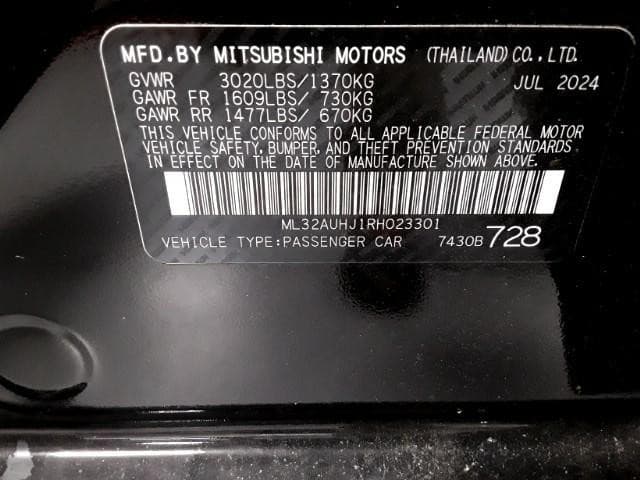 MFD.BY MITSUBISHI MOTORS (THAILAND) CO., LTD.
GVWR 3020LBS/1370KG JUL 2024
GAWR FR 1609LBS/ 730KG
GAWR RR 1477LBS/ 670KG
THIS VEHICLE CONFORMS TO ALL APPLICABLE FEDERAL MOTOR
VEHICLE SAFETY, BUMPER, AND THEFT PREVENTION STANDARDS
IN EFFECT ON THE DATE OF MANUFACTURE SHOWN ABOVE.
ML32AUHJ1RH023301
VEHICLE TYPE:PASSENGER CAR 7430B 728